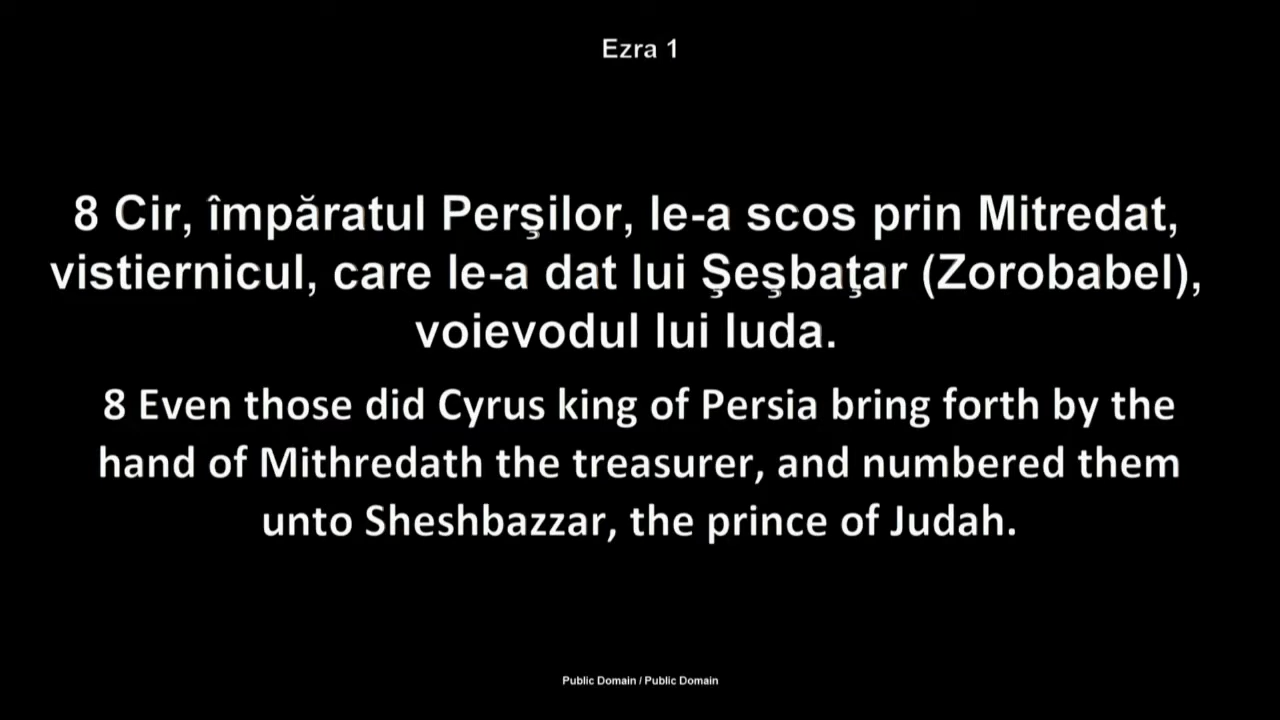 Ezra 1
8 Cir, împăratul Perşilor, le-a scos prin Mitredat,
vistiernicul, care le-a dat lui Şeşbaţar (Zorobabel),
voievodul lui Iuda.
8 Even those did Cyrus king of Persia bring forth by the
hand of Mithredath the treasurer, and numbered them
unto Sheshbazzar, the prince of Judah.
Public Domain / Public Domain